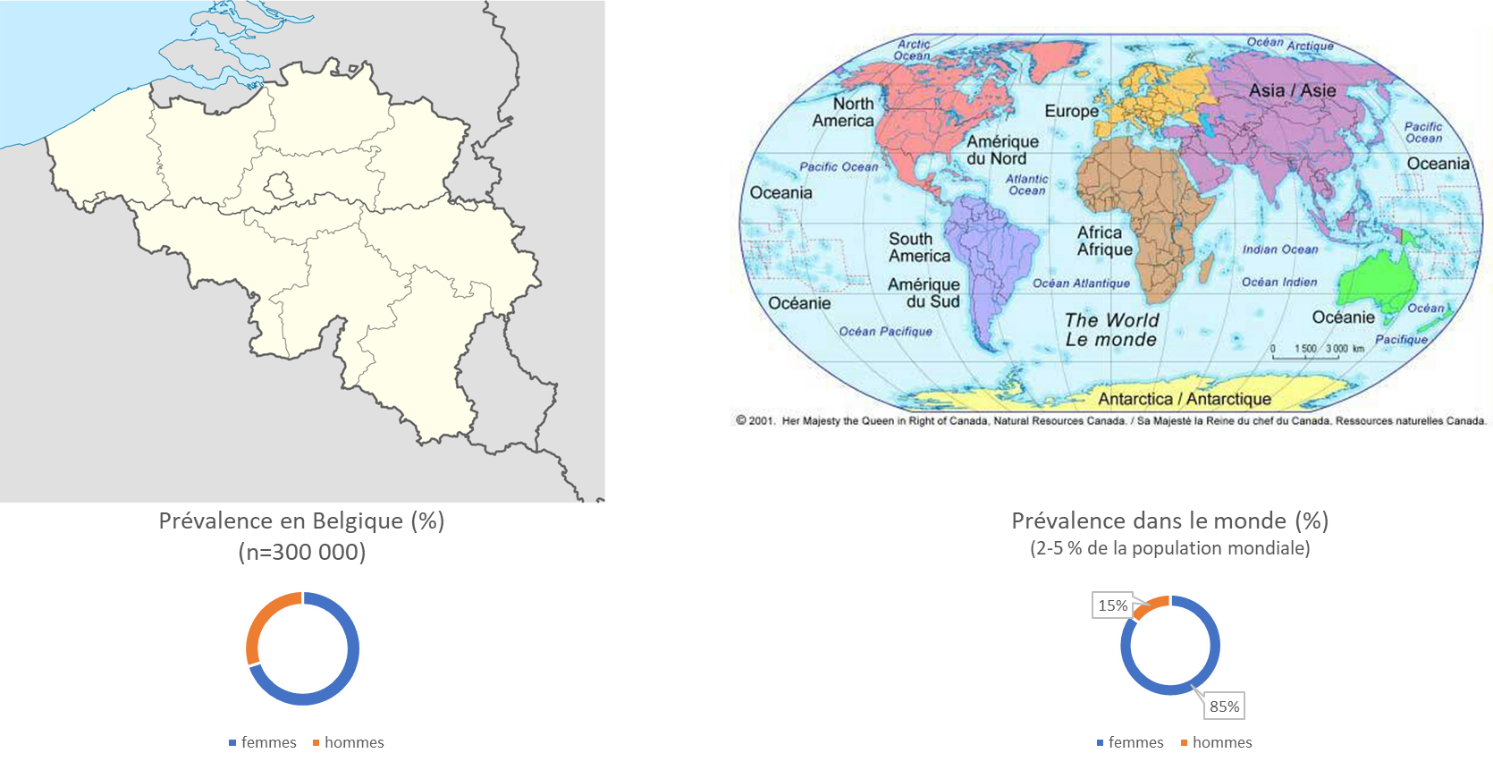 Arctic
Ocean
Océan Arctique
North
America
Europe
Asia / Asie
Amérique
du Nord
Pacific
Ocean
Pacific Ocean
Atlantic
Ocean
Oceania
Oceania
South
America
Africa
Afrique
Indian Ocean
Amérique
du Sud
Océan Atlantique
Océan Indien
Océanie
Océanie
Océan
Pacifique
Océan Pacifique
The World
Le monde
0 1 500 3 000 km
Antarctica / Antarctique
© 2001. Her Majesty the Queen in Right of Canada, Natural Resources Canada. / Sa Majesté la Reine du chef du Canada, Ressources naturelles Canada.
Prévalence en Belgique (%)
(n=300 000)
femmes hommes
Prévalence dans le monde (%)
(2-5 % de la population mondiale)
15%
85%
femmes hommes